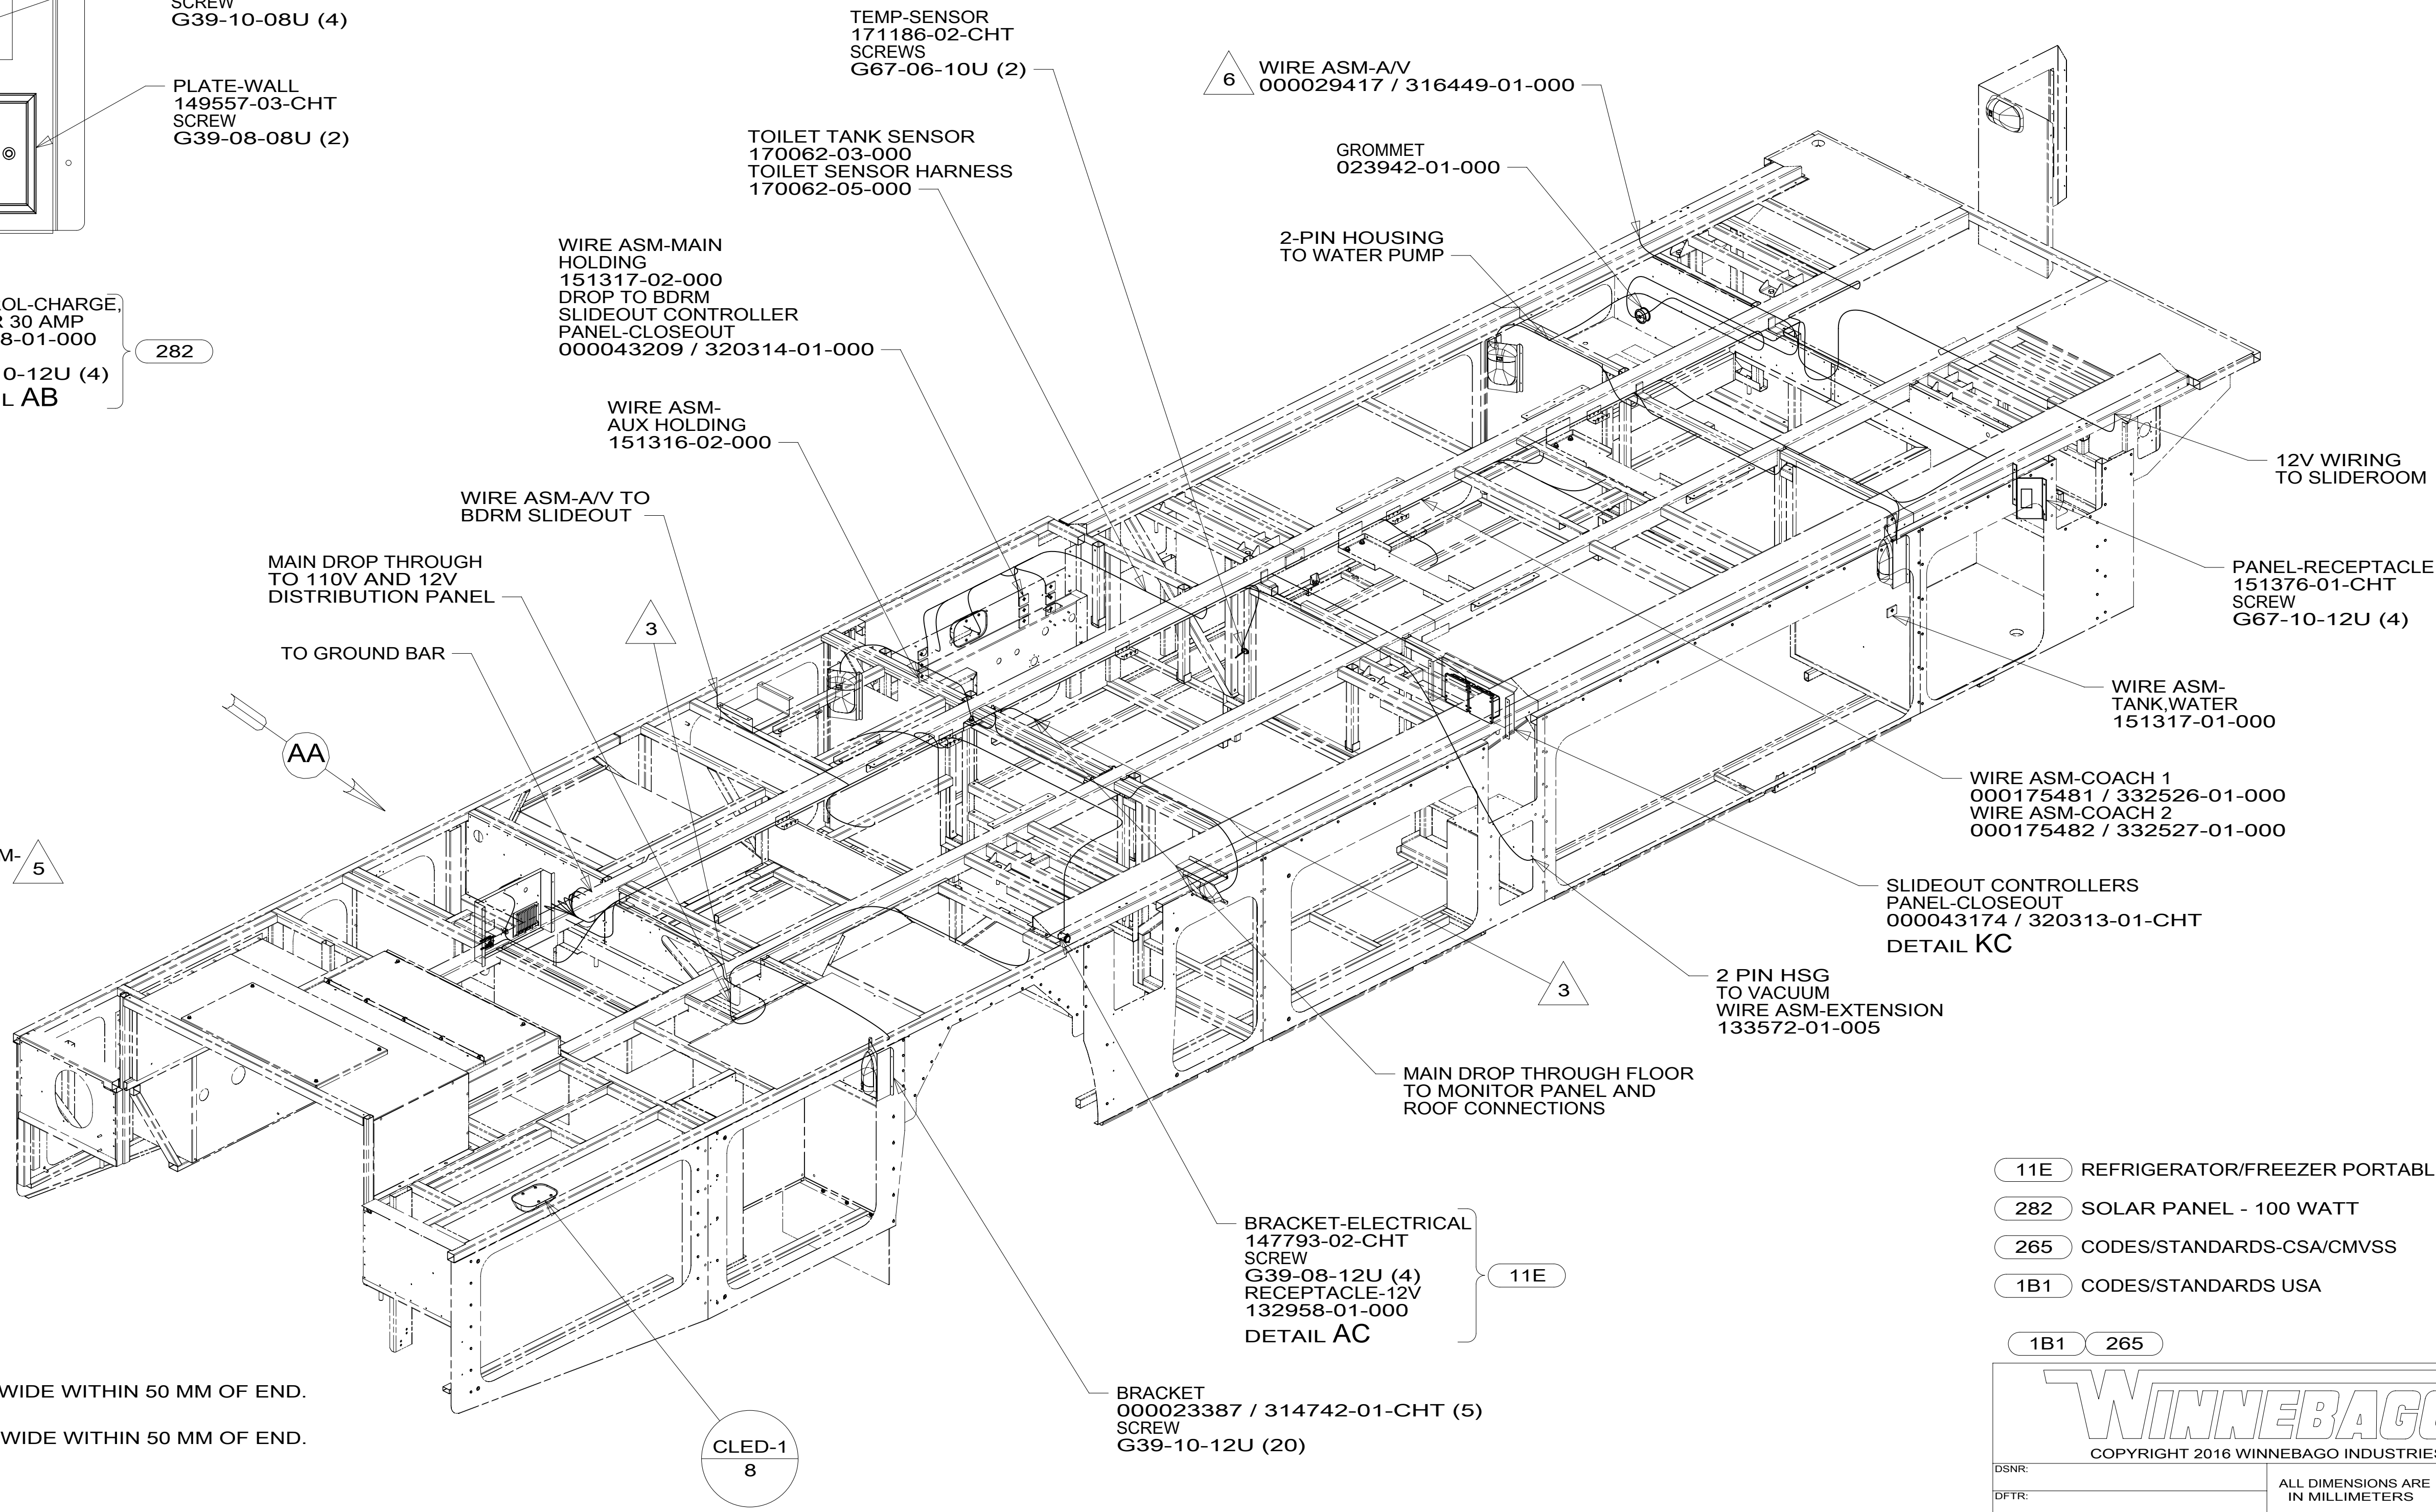 SCREW
G39-10-08U (4)
PLATE-WALL
149557-03-CHT
SCREW
G39-08-08U (2)
TEMP-SENSOR
171186-02-CHT
SCREWS
G67-06-10U (2)
6
WIRE ASM-A/V
000029417 / 316449-01-000
TOILET TANK SENSOR
170062-03-000
TOILET SENSOR HARNESS
170062-05-000
GROMMET
023942-01-000
2-PIN HOUSING
TO WATER PUMP
WIRE ASM-MAIN
HOLDING
151317-02-000
DROP TO BDRM
SLIDEOUT CONTROLLER
PANEL-CLOSEOUT
000043209 / 320314-01-000
OL-CHARGE,
30 AMP
8-01-000
0-12U (4)
L AB
282
WIRE ASM-
AUX HOLDING
151316-02-000
WIRE ASM-A/V TO
BDRM SLIDEOUT
MAIN DROP THROUGH
TO 110V AND 12V
DISTRIBUTION PANEL
3
TO GROUND BAR
AA
M-
5
12V WIRING
TO SLIDEROOM
PANEL-RECEPTACLE
151376-01-CHT
SCREW
G67-10-12U (4)
WIRE ASM-
TANK,WATER
151317-01-000
WIRE ASM-COACH 1
000175481 / 332526-01-000
WIRE ASM-COACH 2
000175482 / 332527-01-000
SLIDEOUT CONTROLLERS
PANEL-CLOSEOUT
000043174 / 320313-01-CHT
DETAIL KC
2 PIN HSG
TO VACUUM
WIRE ASM-EXTENSION
133572-01-005
3
MAIN DROP THROUGH FLOOR
TO MONITOR PANEL AND
ROOF CONNECTIONS
BRACKET-ELECTRICAL
147793-02-CHT
SCREW
G39-08-12U (4)
RECEPTACLE-12V
132958-01-000
DETAIL AC
11E
BRACKET
000023387 / 314742-01-CHT (5)
SCREW
G39-10-12U (20)
CLED-1
8
WIDE WITHIN 50 MM OF END.
WIDE WITHIN 50 MM OF END.
11E REFRIGERATOR/FREEZER PORTABL
282 SOLAR PANEL - 100 WATT
265 CODES/STANDARDS-CSA/CMVSS
1B1 CODES/STANDARDS USA
1B1 265
WINNEBAGO
COPYRIGHT 2016 WINNEBAGO INDUSTRIES
DSNR:
DFTR:
ALL DIMENSIONS ARE
IN MILLIMETERS